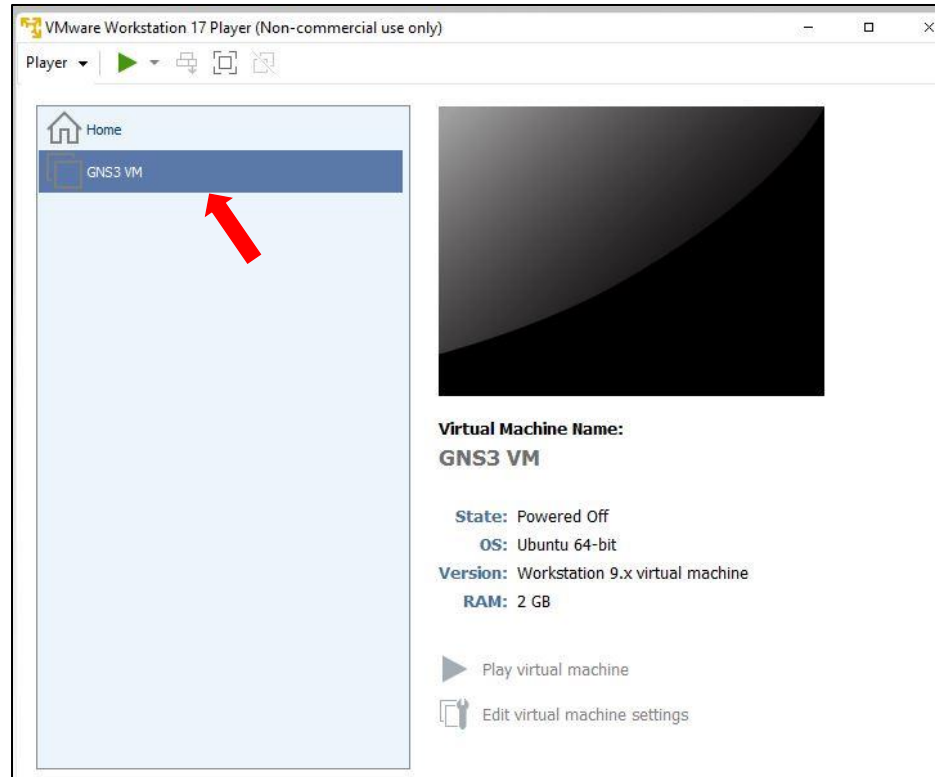 VMware Workstation 17 Player (Non-commercial use only)
Player
Home
GNS3 VM
Virtual Machine Name:
GNS3 VM
State: Powered Off
OS: Ubuntu 64-bit
Version: Workstation 9.x virtual machine
RAM: 2 GB
Play virtual machine
Edit virtual machine settings